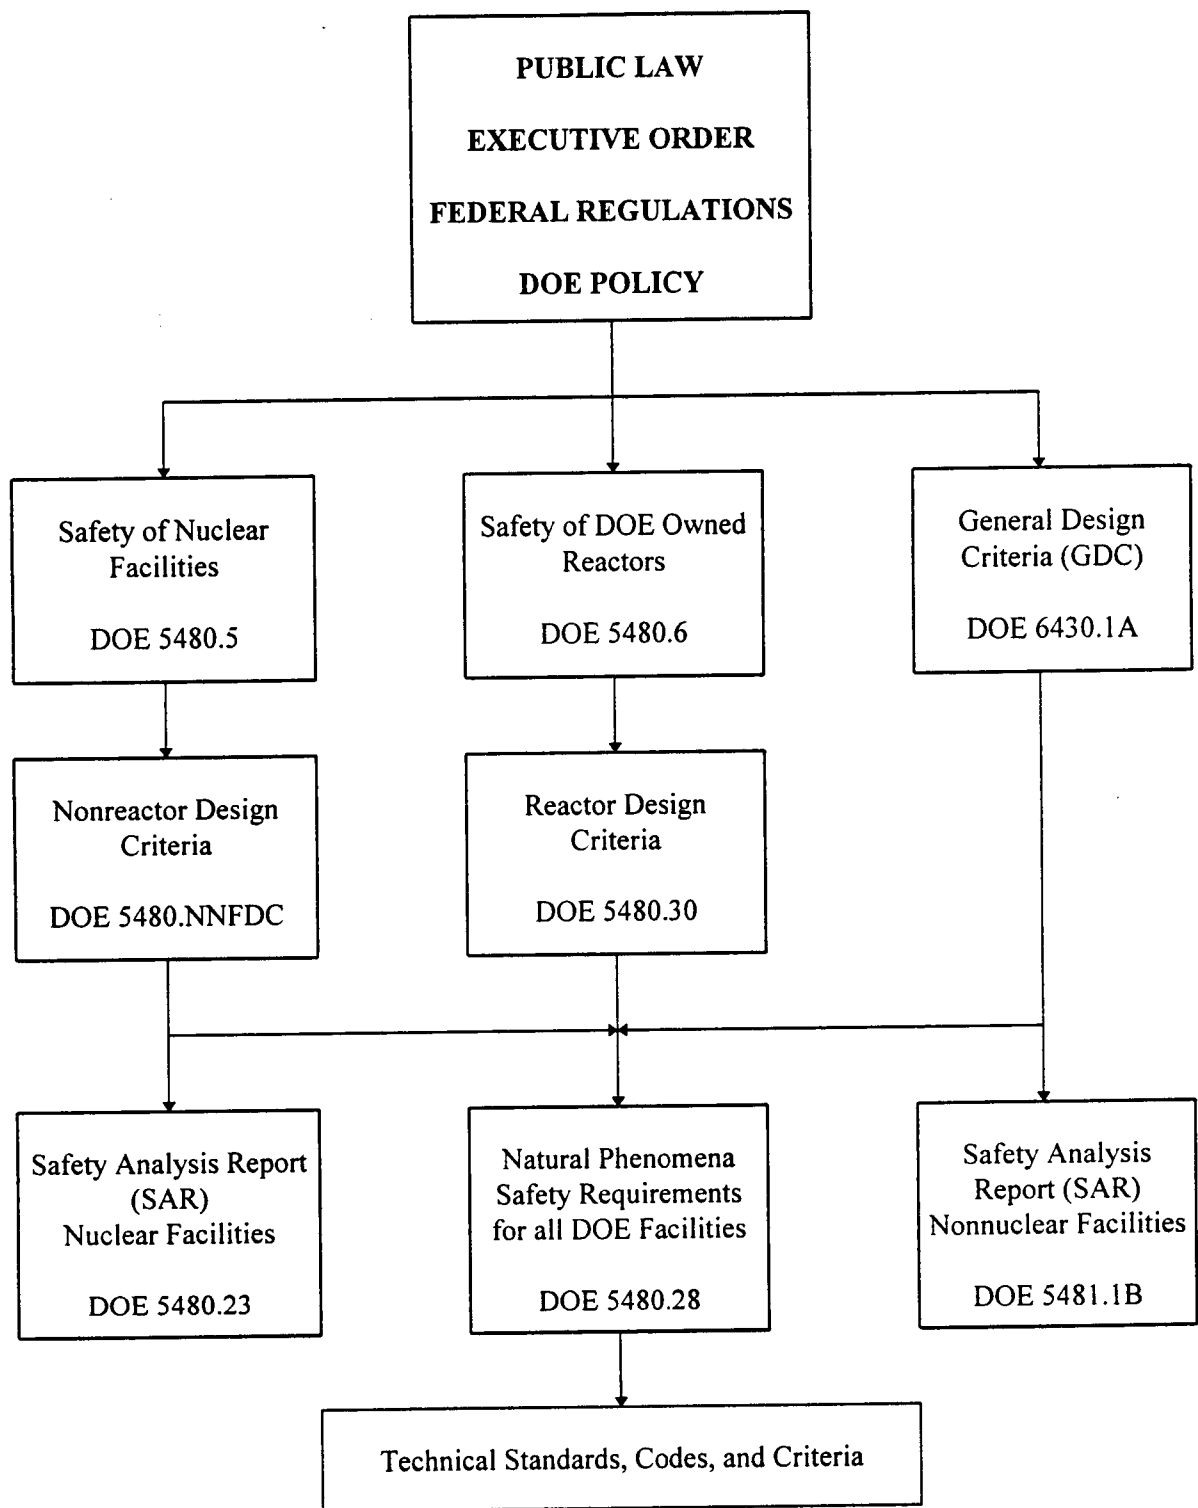 PUBLIC LAW
EXECUTIVE ORDER
FEDERAL REGULATIONS
DOE POLICY
Safety of Nuclear
Facilities
DOE 5480.5
Safety of DOE Owned
Reactors
DOE 5480.6
General Design
Criteria (GDC)
DOE 6430.1A
Nonreactor Design
Criteria
DOE 5480.NNFDC
Reactor Design
Criteria
DOE 5480.30
Safety Analysis Report
(SAR)
Nuclear Facilities
DOE 5480.23
Natural Phenomena
Safety Requirements
for all DOE Facilities
DOE 5480.28
Safety Analysis
Report (SAR)
Nonnuclear Facilities
DOE 5481.1B
Technical Standards, Codes, and Criteria